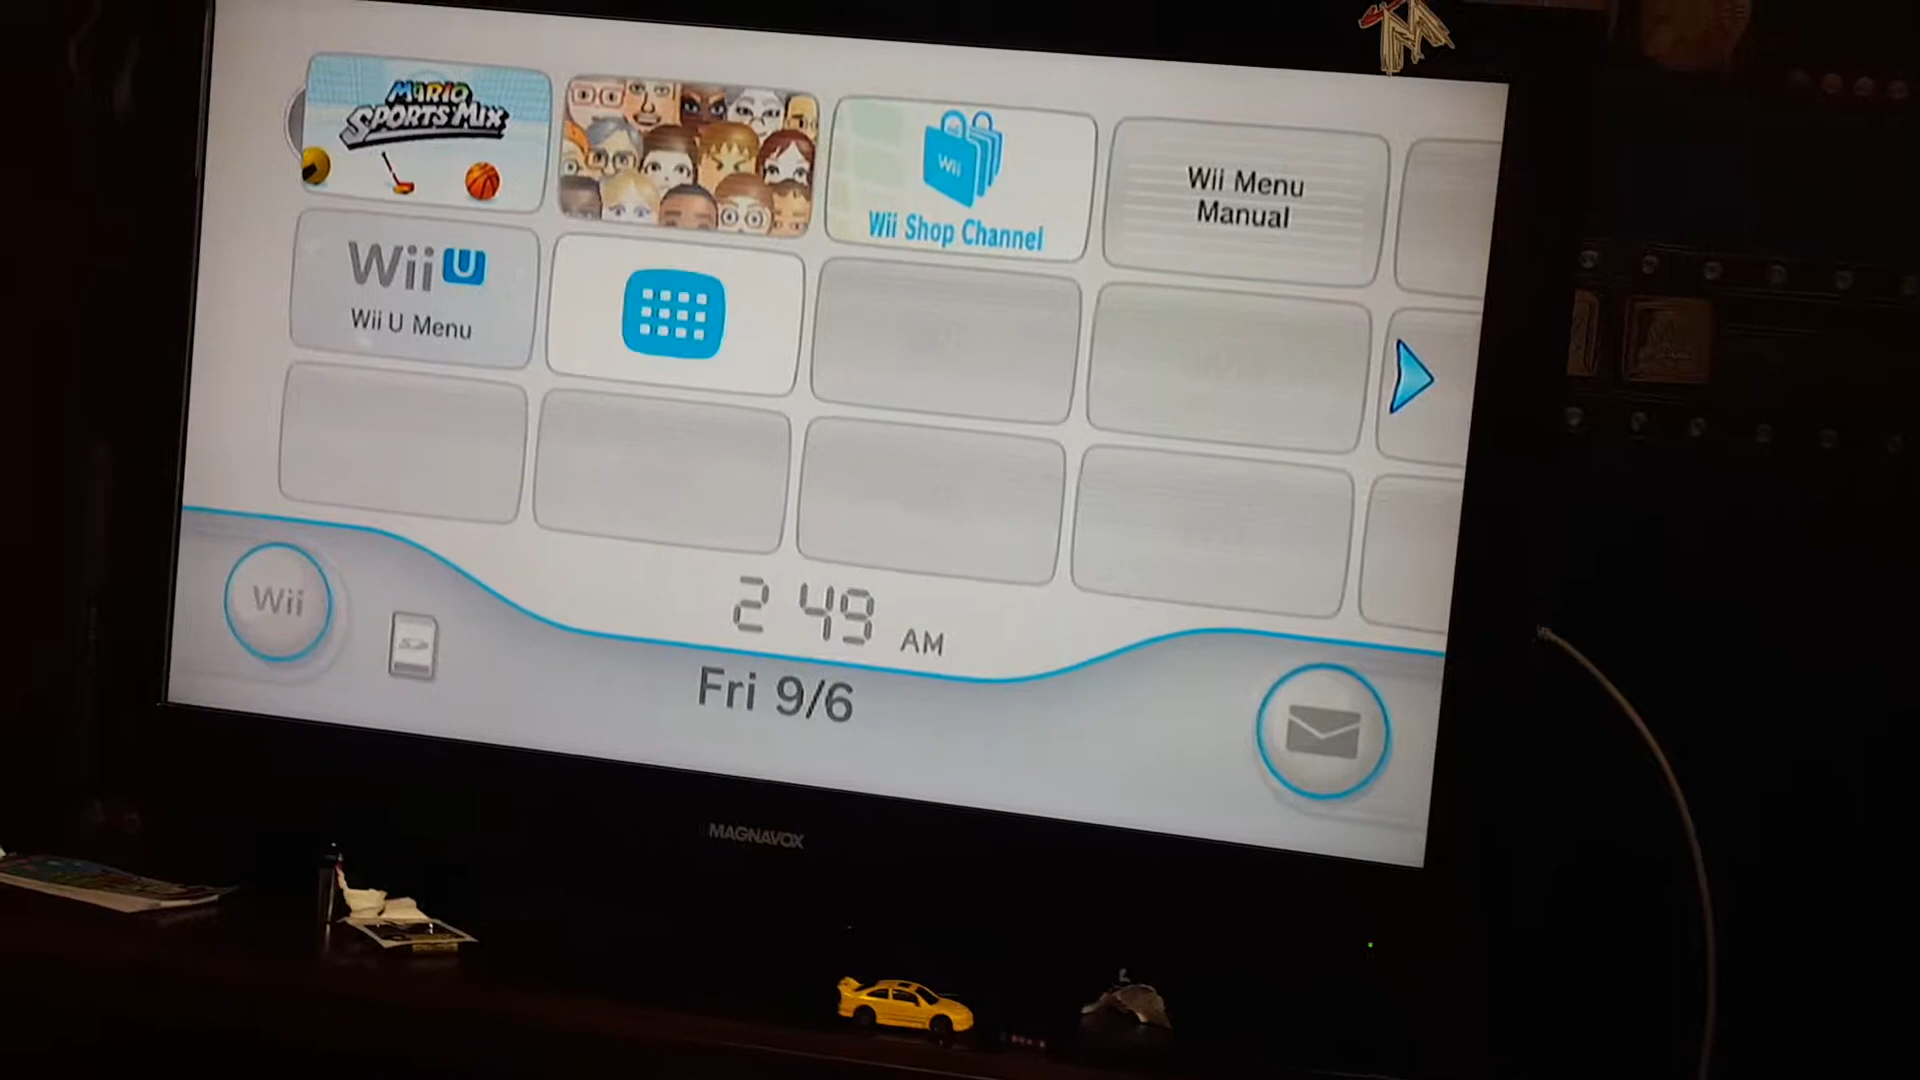 MARIO
SPORTS MIX
Wii
Wii Shop Channel
Wii Menu
Manual
Wii U
Wii U Menu
2 49 AM
Wii
Fri 9/6
MAGNAVOX